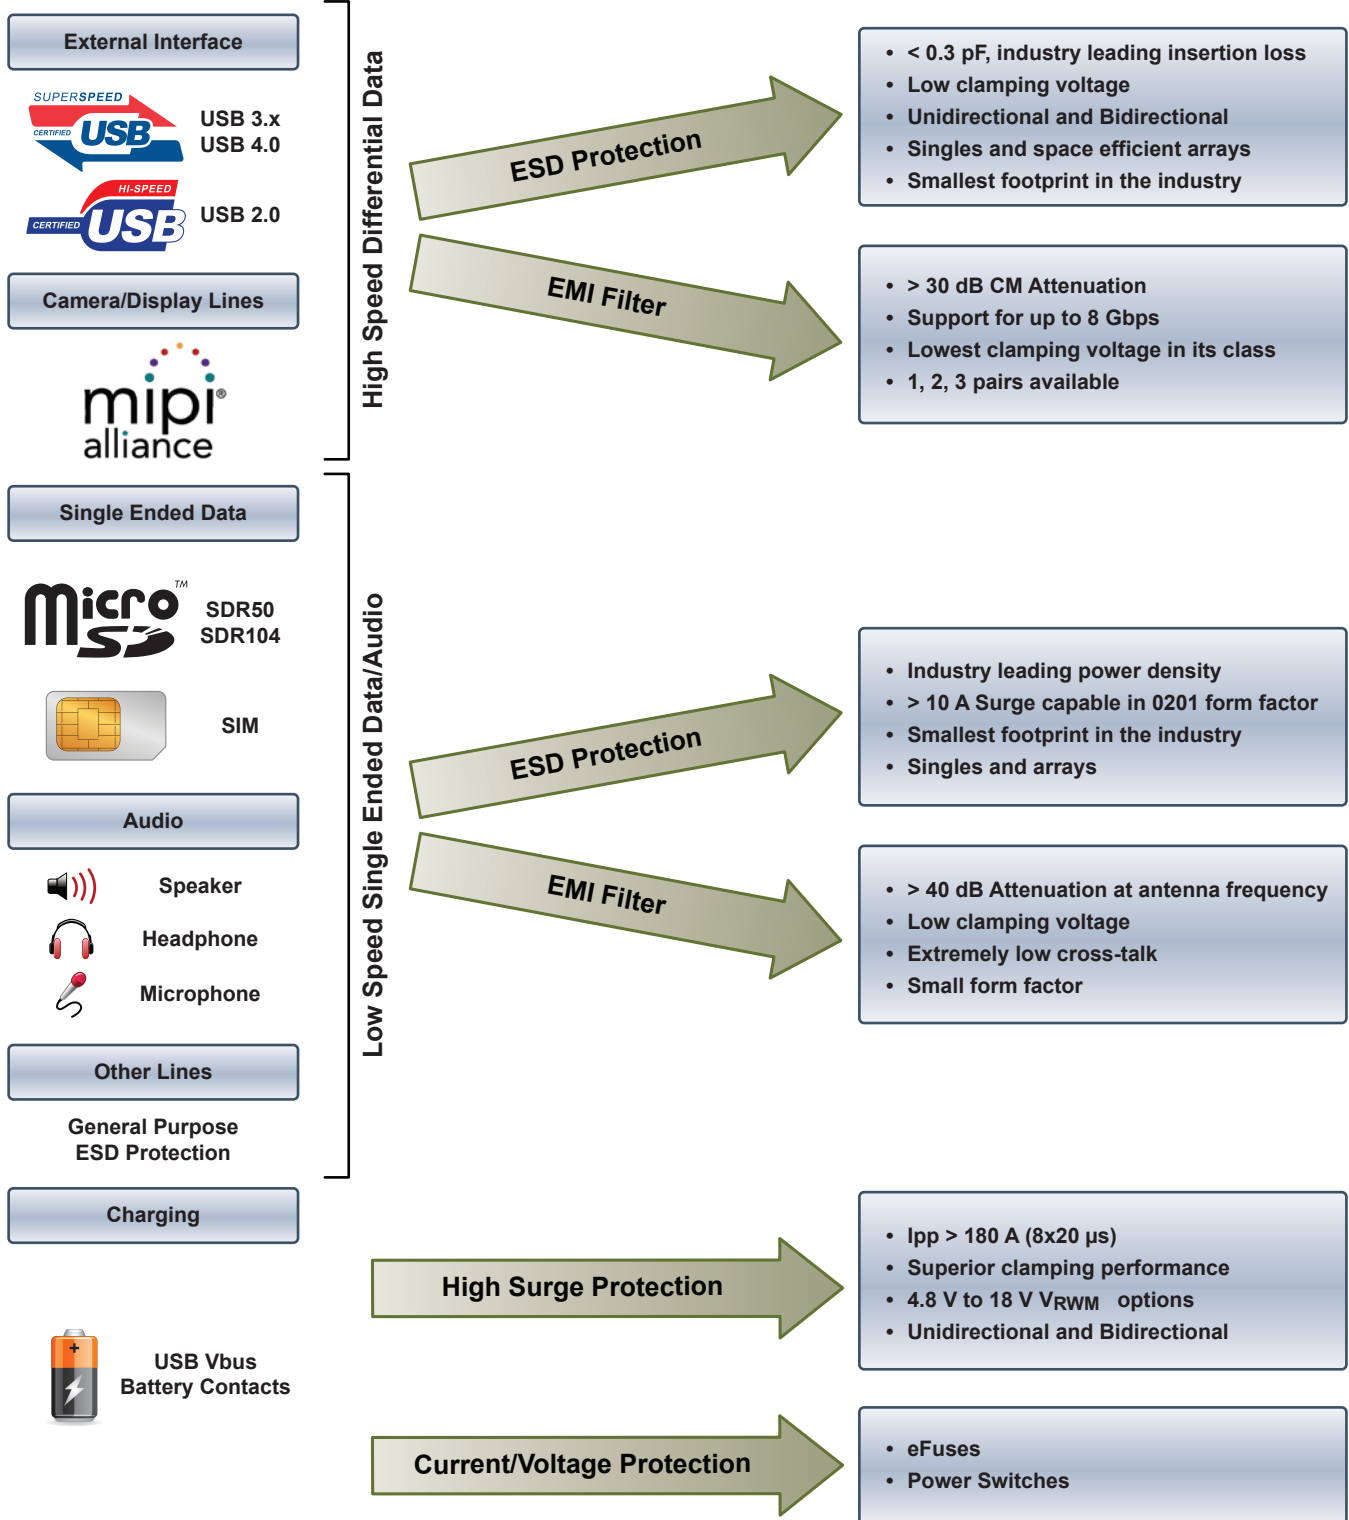 External Interface
SUPERSPEED
CERTIFIED USB
USB 3.x
USB 4.0
HI-SPEED
CERTIFIED USB
USB 2.0
Camera/Display Lines
mipi®
alliance
High Speed Differential Data
ESD Protection
• < 0.3 pF, industry leading insertion loss
• Low clamping voltage
• Unidirectional and Bidirectional
• Singles and space efficient arrays
• Smallest footprint in the industry
EMI Filter
• > 30 dB CM Attenuation
• Support for up to 8 Gbps
• Lowest clamping voltage in its class
• 1, 2, 3 pairs available
Single Ended Data
Micro™
SD
SDR50
SDR104
SIM
Audio
Speaker
Headphone
Microphone
Other Lines
General Purpose
ESD Protection
Low Speed Single Ended Data/Audio
ESD Protection
• Industry leading power density
• > 10 A Surge capable in 0201 form factor
• Smallest footprint in the industry
• Singles and arrays
EMI Filter
• > 40 dB Attenuation at antenna frequency
• Low clamping voltage
• Extremely low cross-talk
• Small form factor
Charging
+
USB Vbus
Battery Contacts
High Surge Protection
• Ipp > 180 A (8x20 µs)
• Superior clamping performance
• 4.8 V to 18 V VRWM options
• Unidirectional and Bidirectional
Current/Voltage Protection
• eFuses
• Power Switches